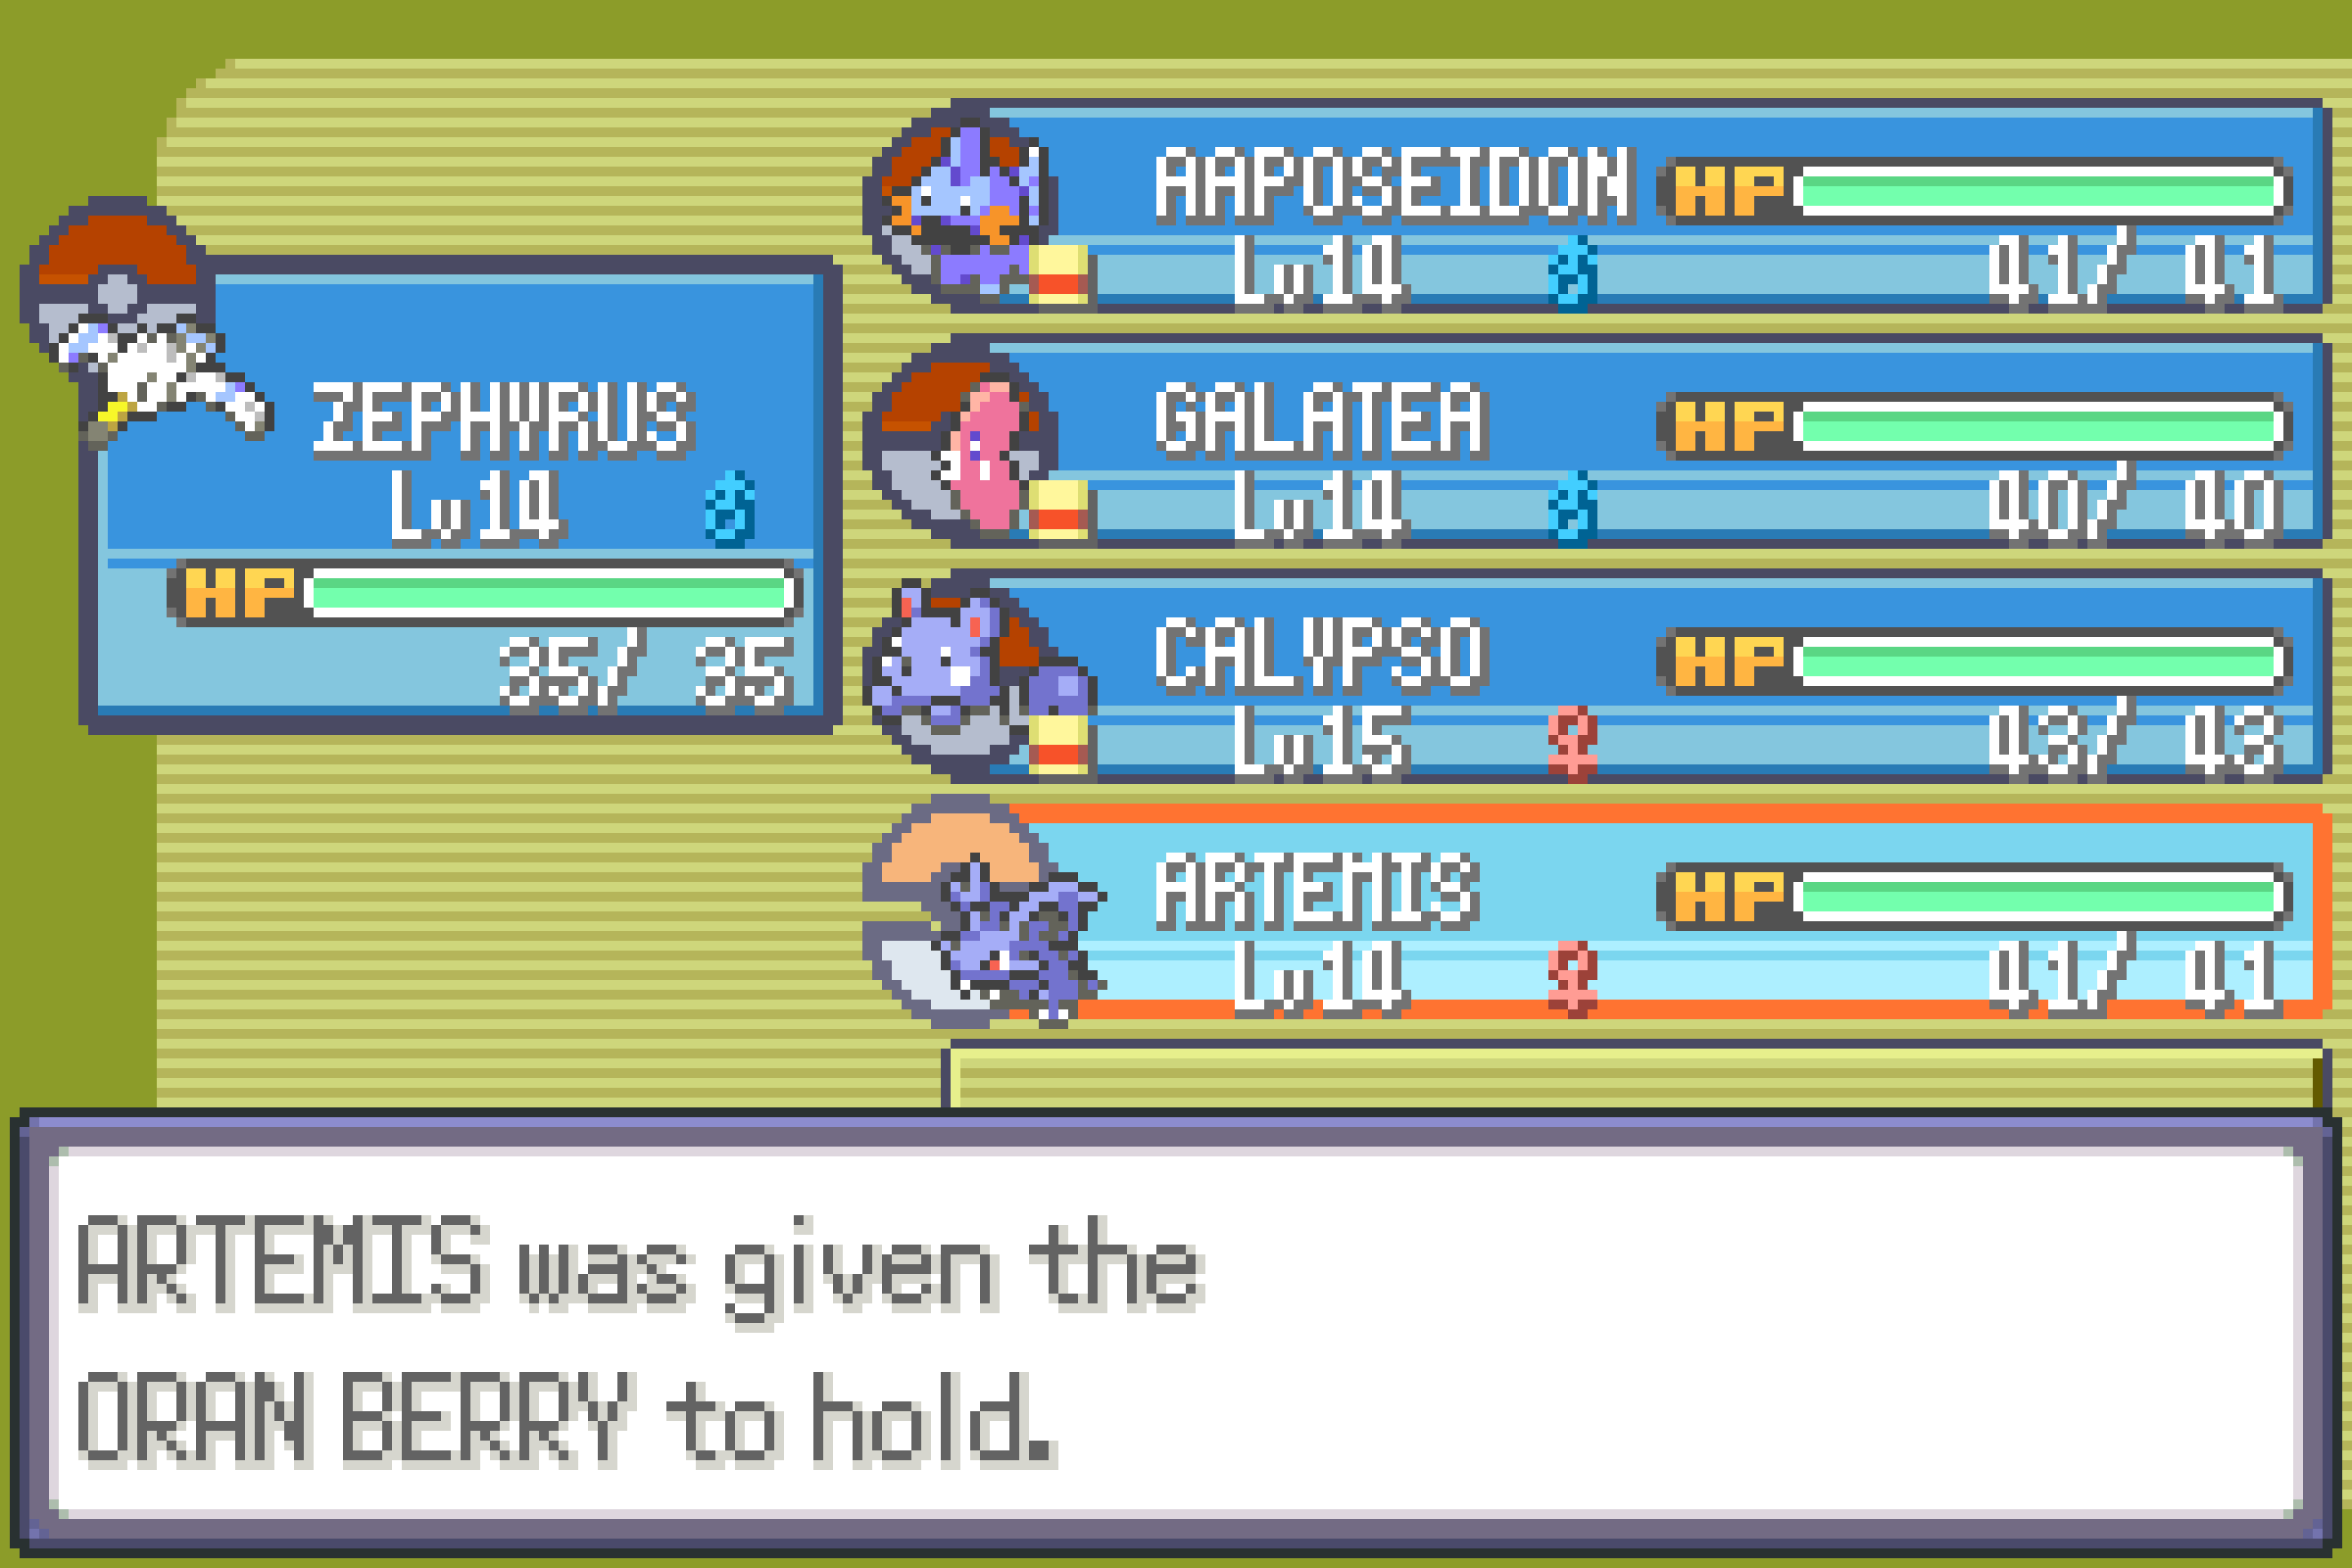 ZEPHYRUS
Lv14 ♂
HP
35/ 35
AAPOSEIDON HP
Lv14 ♂ 41/ 41
GALATEA HP
Lv14 ♂ 40/ 40
CALYPSO HP
Lv15 ♀ 43/ 43
ARTEMIS HP
Lv14 ♀ 41/ 41
ARTEMIS was given the
ORAN BERRY to hold.